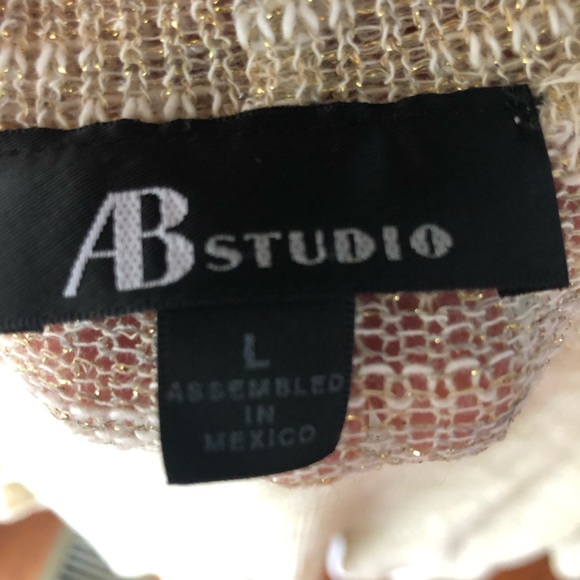 AB STUDIO
L
ASSEMBLED
IN
MEXICO